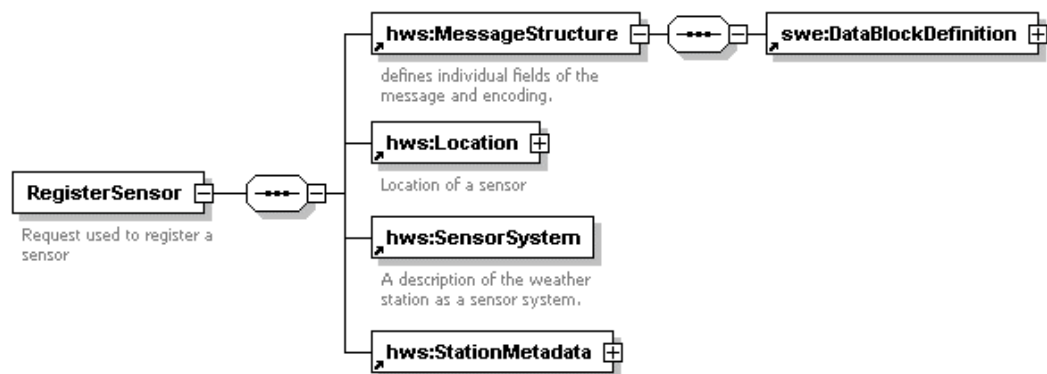 hws:MessageStructure
swe:DataBlockDefinition
defines individual fields of the
message and encoding.
hws:Location
Location of a sensor
RegisterSensor
Request used to register a
sensor
hws:SensorSystem
A description of the weather
station as a sensor system.
hws:StationMetadata